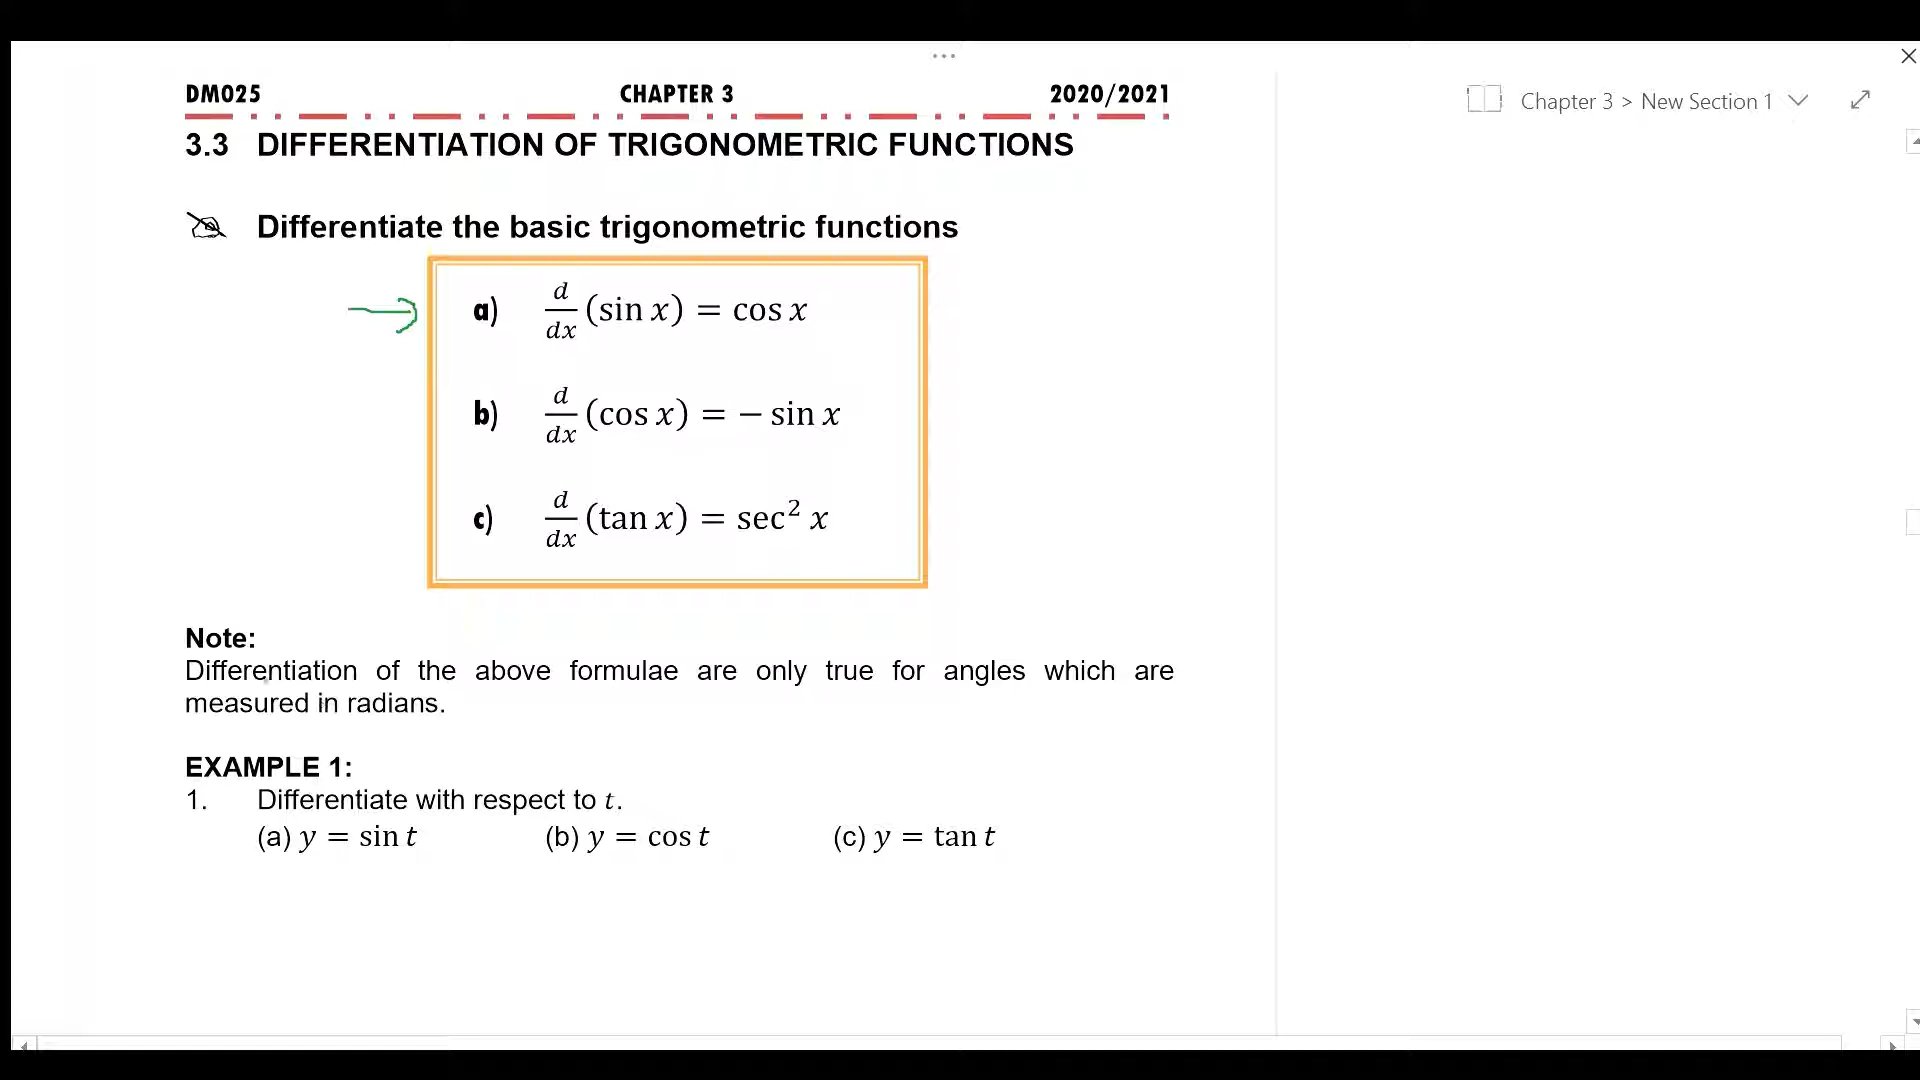 DM025 CHAPTER 3 2020/2021
Chapter 3 > New Section 1
3.3 DIFFERENTIATION OF TRIGONOMETRIC FUNCTIONS
Differentiate the basic trigonometric functions
a) d/dx (sin x) = cos x
b) d/dx (cos x) = − sin x
c) d/dx (tan x) = sec² x
Note:
Differentiation of the above formulae are only true for angles which are
measured in radians.
EXAMPLE 1:
1. Differentiate with respect to t.
(a) y = sin t (b) y = cos t (c) y = tan t